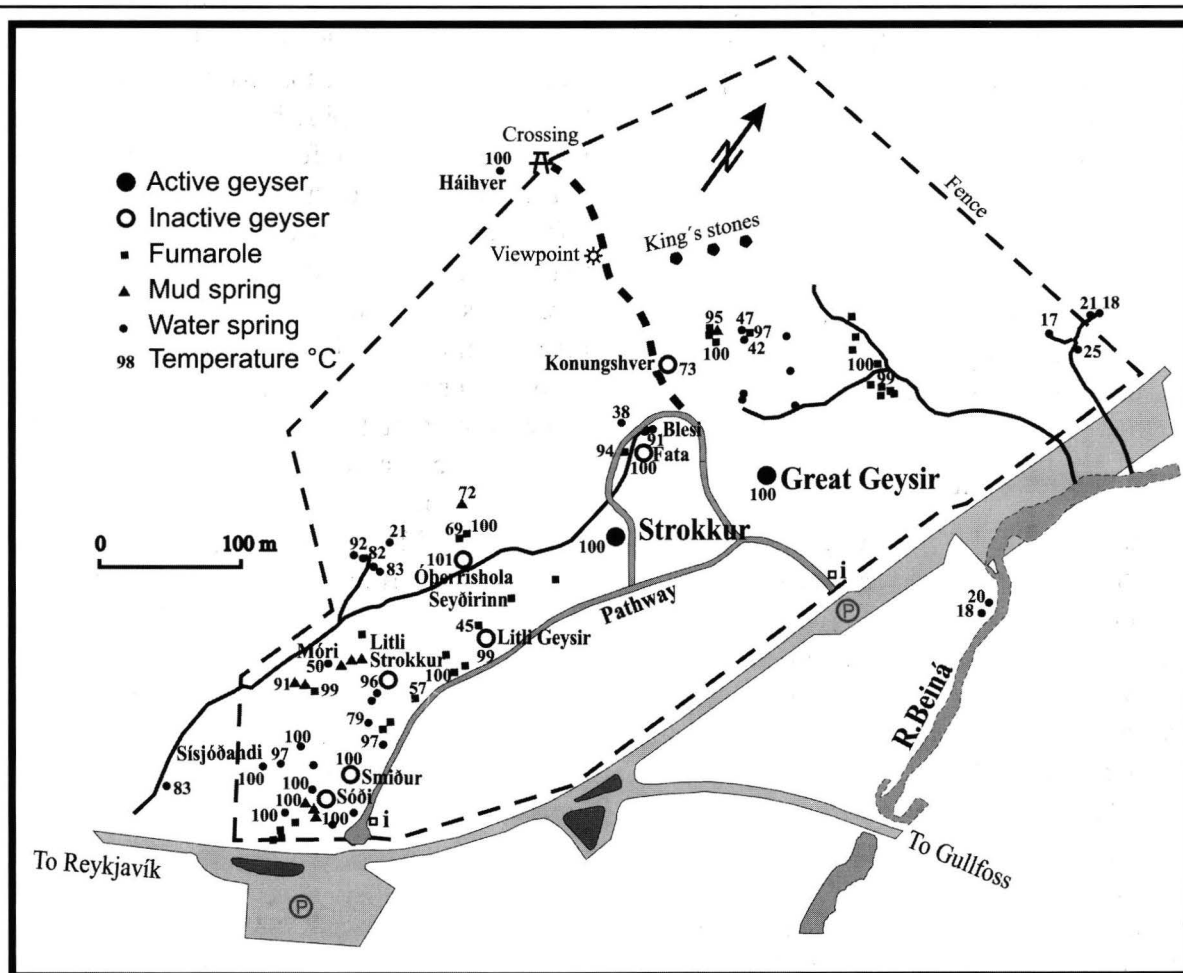 Crossing
100
Háihver
Active geyser
Inactive geyser
Fumarole
Mud spring
Water spring
98 Temperature °C
Viewpoint
King´s stones
Fence
N
21 18
17
25
95 47
97
100 42
Konungshver
73
100
99
38
Blesi
91
94
Fata
100
100
Great Geysir
72
69 100
0 100 m
21
92 82
83
101
Óþerrishola
100
Strokkur
Seyðirinn
i
Pathway
P
20
18
45
Litli Geysir
99
Móri
50
Litli
Strokkur
100
91 99
96
57
79
97
R.Beiná
Sísjóðandi
100
97
100
100
Smiður
100
100
Sóði
83
100
100
i
To Reykjavík
To Gullfoss
P